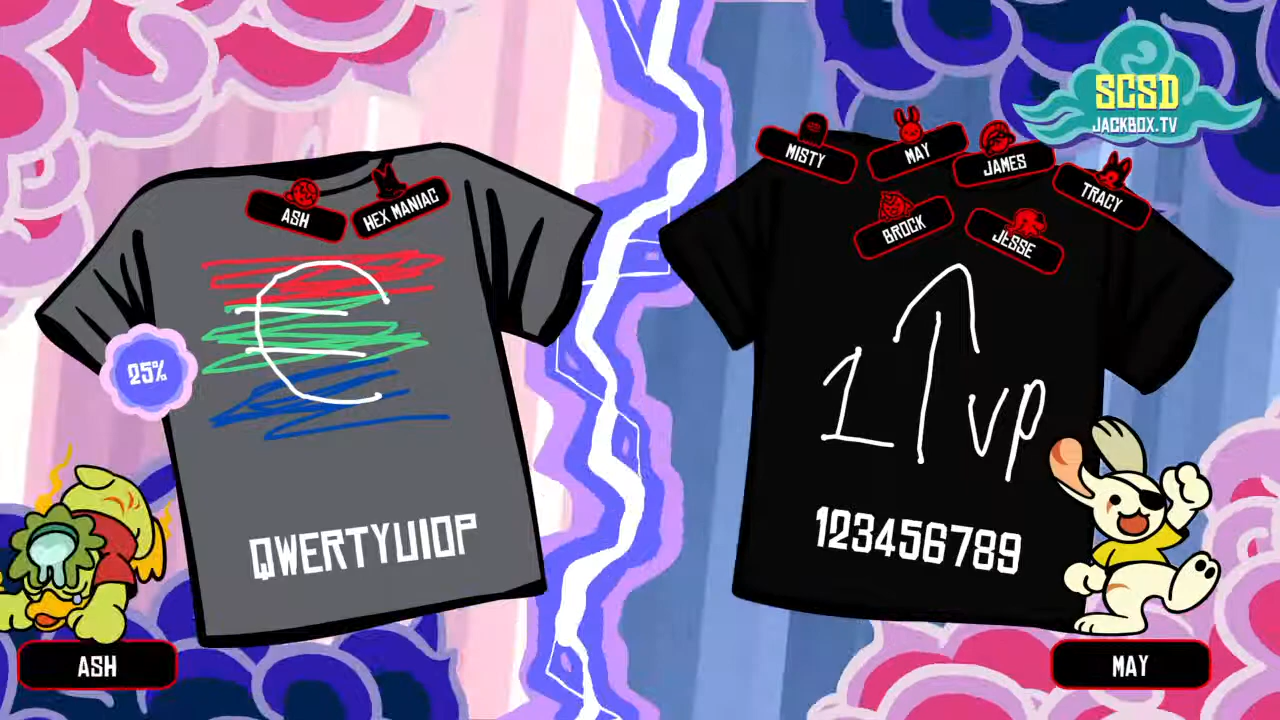 SCSD
JACKBOX.TV
ASH
HEX MANIAC
€
25%
QWERTYUIOP
ASH
MISTY
MAY
JAMES
TRACY
BROCK
JESSE
1↑UP
123456789
MAY